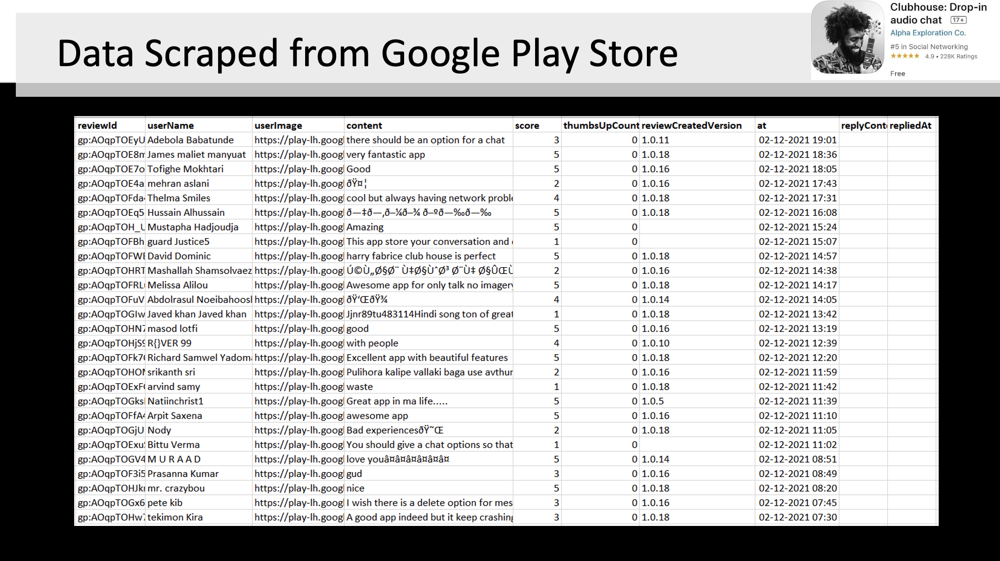 Data Scraped from Google Play Store
Clubhouse: Drop-in
audio chat 17+
Alpha Exploration Co.
#5 in Social Networking
★★★★★ 4.9 • 228K Ratings
Free
reviewId userName userImage content score thumbsUpCount reviewCreatedVersion at replyCont repliedAt
gp:AOqpTOEyU Adebola Babatunde https://play-lh.googl there should be an option for a chat 3 0 1.0.11 02-12-2021 19:01
gp:AOqpTOE8m James maliet manyuat https://play-lh.googl very fantastic app 5 0 1.0.18 02-12-2021 18:36
gp:AOqpTOE7o Tofighe Mokhtari https://play-lh.googl Good 5 0 1.0.16 02-12-2021 18:05
gp:AOqpTOE4a mehran aslani https://play-lh.googl 🤦 2 0 1.0.16 02-12-2021 17:43
gp:AOqpTOFda Thelma Smiles https://play-lh.googl cool but always having network proble 4 0 1.0.18 02-12-2021 17:31
gp:AOqpTOEq5 Hussain Alhussain https://play-lh.googl ð—‡ð—‚ð–¼ð–¾ ð–ºð—‰ð—‰ 5 0 1.0.18 02-12-2021 16:08
gp:AOqpTOH_U Mustapha Hadjoudja https://play-lh.googl Amazing 5 0 02-12-2021 15:24
gp:AOqpTOFBh guard Justice5 https://play-lh.googl This app store your conversation and 1 0 02-12-2021 15:07
gp:AOqpTOFWE David Dominic https://play-lh.googl harry fabrice club house is perfect 5 0 1.0.18 02-12-2021 14:57
gp:AOqpTOHRT Mashallah Shamsolvaez https://play-lh.googl Ú©Ù„Ø§Ø¨ Ù‡Ø§ÙˆØ³ Ø¨Ù‡ Ø§ÛŒÙ 2 0 1.0.16 02-12-2021 14:38
gp:AOqpTOFRL Melissa Alilou https://play-lh.googl Awesome app for only talk no imagery 5 0 1.0.18 02-12-2021 14:17
gp:AOqpTOFuV Abdolrasul Noeibahoosh https://play-lh.googl ðŸ‘ŒðŸ¾ 4 0 1.0.14 02-12-2021 14:05
gp:AOqpTOGIw Javed khan Javed khan https://play-lh.googl Jjnr89tu483114Hindi song ton of great 1 0 1.0.18 02-12-2021 13:42
gp:AOqpTOHN7 masod lotfi https://play-lh.googl good 5 0 1.0.16 02-12-2021 13:19
gp:AOqpTOHjS9 R{}VER 99 https://play-lh.googl with people 4 0 1.0.10 02-12-2021 12:39
gp:AOqpTOFk7 Richard Samwel Yadoma https://play-lh.googl Excellent app with beautiful features 5 0 1.0.18 02-12-2021 12:20
gp:AOqpTOHOM srikanth sri https://play-lh.googl Pulihora kalipe vallaki baga use avthun 2 0 1.0.16 02-12-2021 11:59
gp:AOqpTOExF arvind samy https://play-lh.googl waste 1 0 1.0.18 02-12-2021 11:42
gp:AOqpTOGks Natiinchrist1 https://play-lh.googl Great app in ma life..... 5 0 1.0.5 02-12-2021 11:39
gp:AOqpTOFfA4 Arpit Saxena https://play-lh.googl awesome app 5 0 1.0.16 02-12-2021 11:10
gp:AOqpTOGjU Nody https://play-lh.googl Bad experiencesðŸ˜Œ 2 0 1.0.18 02-12-2021 11:05
gp:AOqpTOExu Bittu Verma https://play-lh.googl You should give a chat options so that 1 0 02-12-2021 11:02
gp:AOqpTOGV4 M U R A A D https://play-lh.googl love youâ¤â¤â¤â¤â¤â¤ 5 0 1.0.14 02-12-2021 08:51
gp:AOqpTOF3i5 Prasanna Kumar https://play-lh.googl gud 3 0 1.0.16 02-12-2021 08:49
gp:AOqpTOHJk mr. crazybou https://play-lh.googl nice 5 0 1.0.18 02-12-2021 08:20
gp:AOqpTOGx6 pete kib https://play-lh.googl I wish there is a delete option for mes 3 0 1.0.16 02-12-2021 07:45
gp:AOqpTOHw7 tekimon Kira https://play-lh.googl A good app indeed but it keep crashing 3 0 1.0.18 02-12-2021 07:30